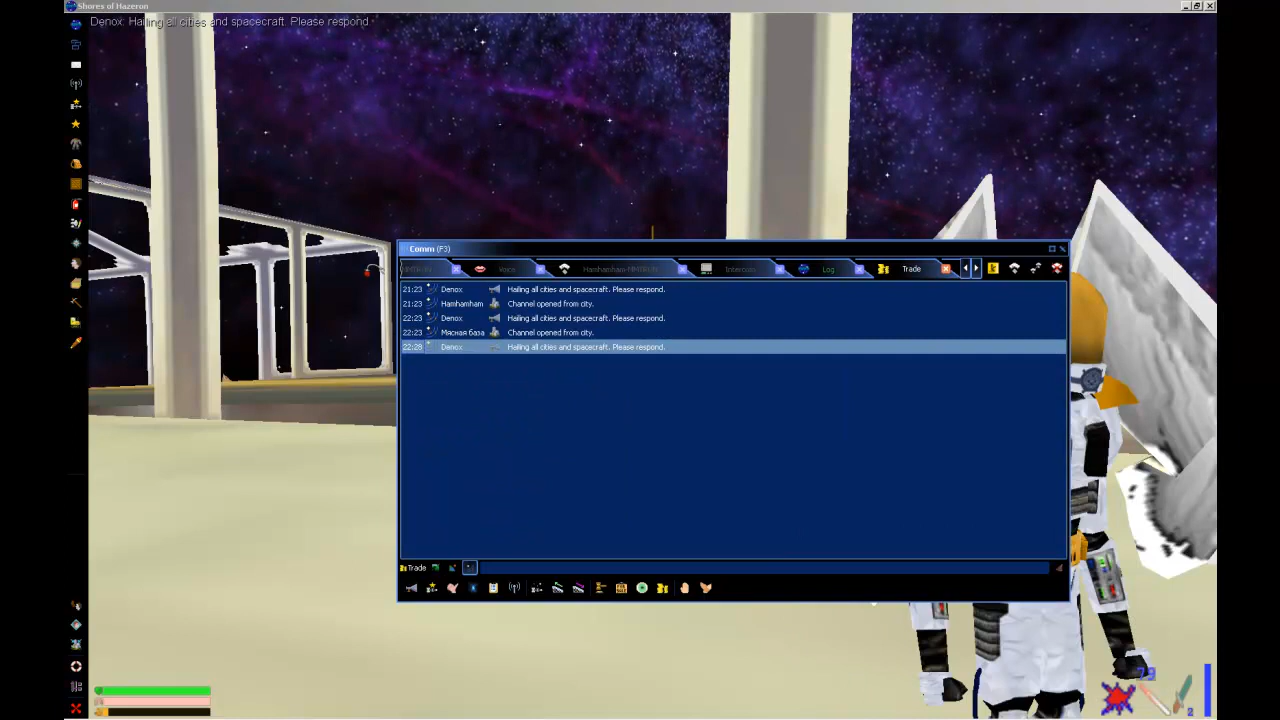 Shores of Hazeron
Denox: Hailing all cities and spacecraft. Please respond
Comm (F3)
Voice Intercom Log Trade
21:23 Denox Hailing all cities and spacecraft. Please respond.
21:23 Hamhamham Channel opened from city.
22:23 Denox Hailing all cities and spacecraft. Please respond.
22:23 Мясная база Channel opened from city.
22:28 Denox Hailing all cities and spacecraft. Please respond.
Trade
2